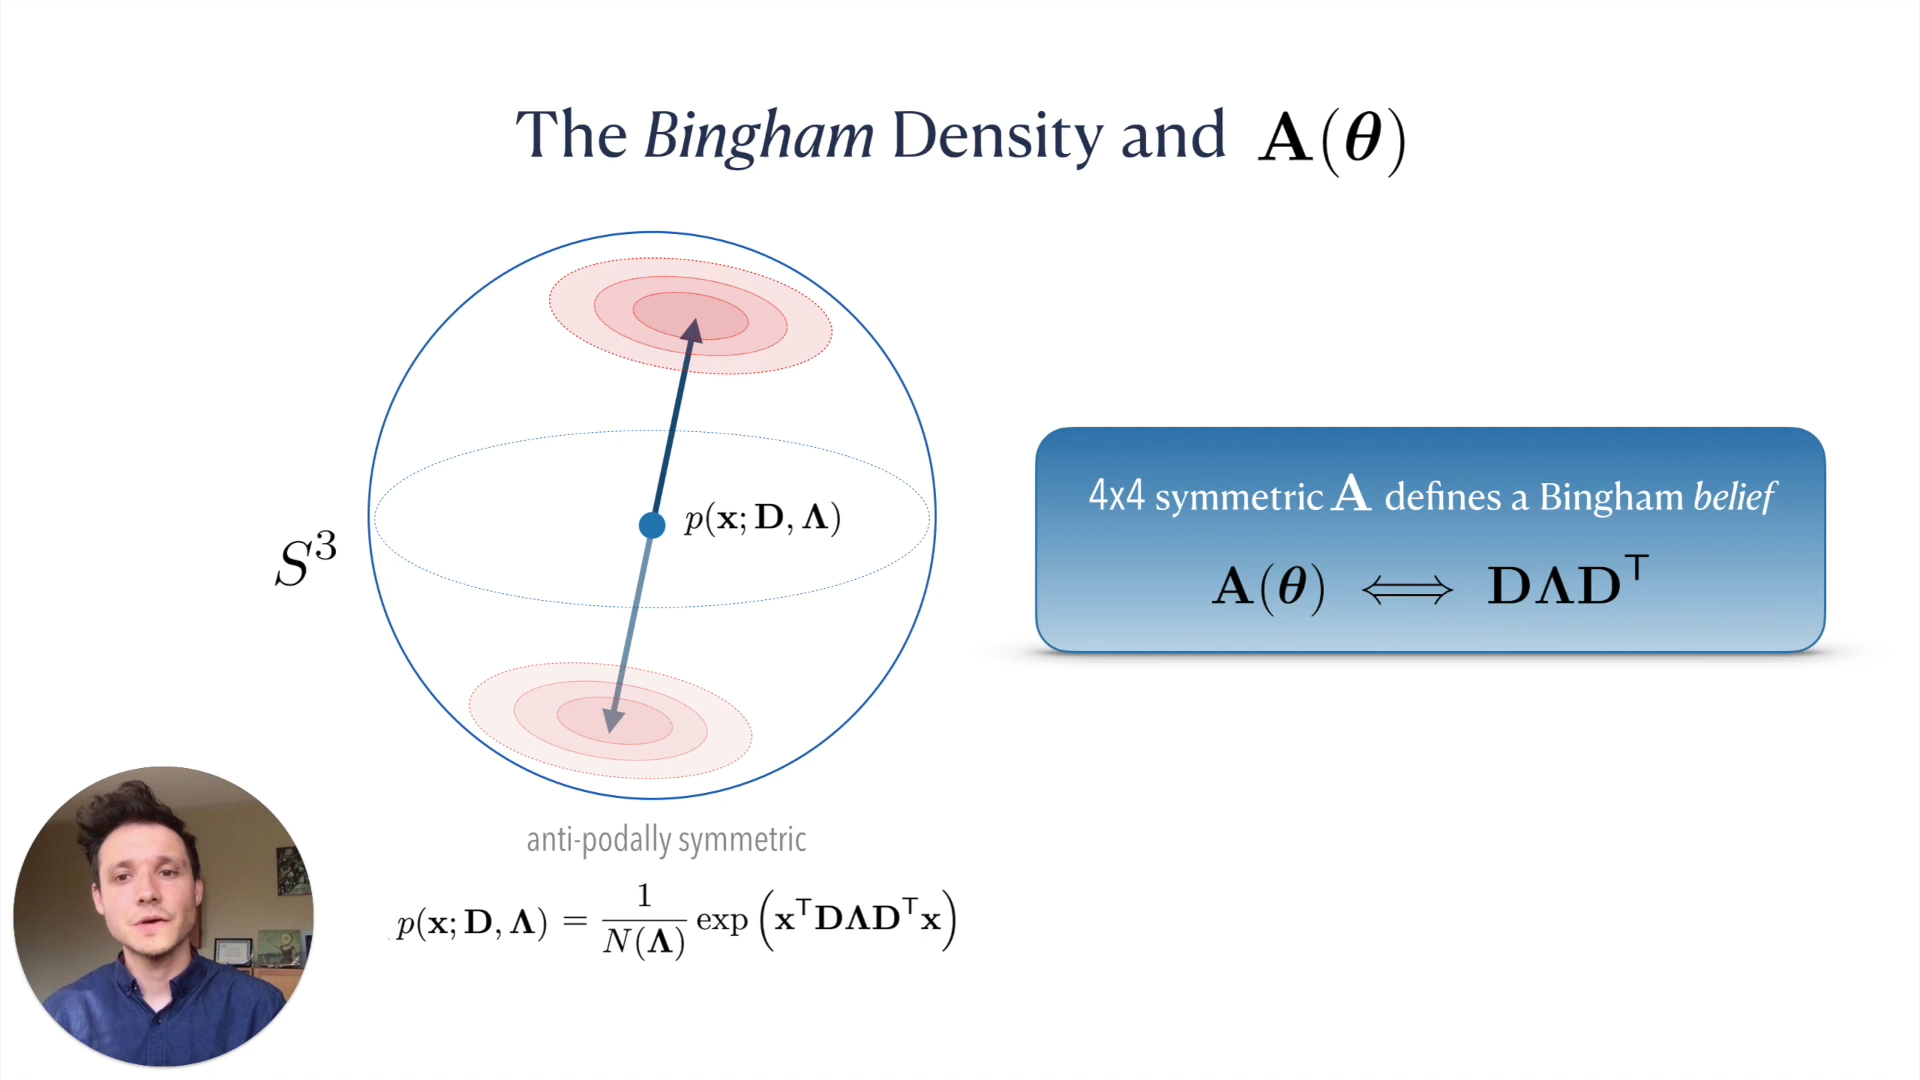 The Bingham Density and A(θ)
S³
p(x; D, Λ)
anti-podally symmetric
p(x; D, Λ) = 1/N(Λ) exp (xᵀDΛDᵀx)
4x4 symmetric A defines a Bingham belief
A(θ) ⟺ DΛDᵀ